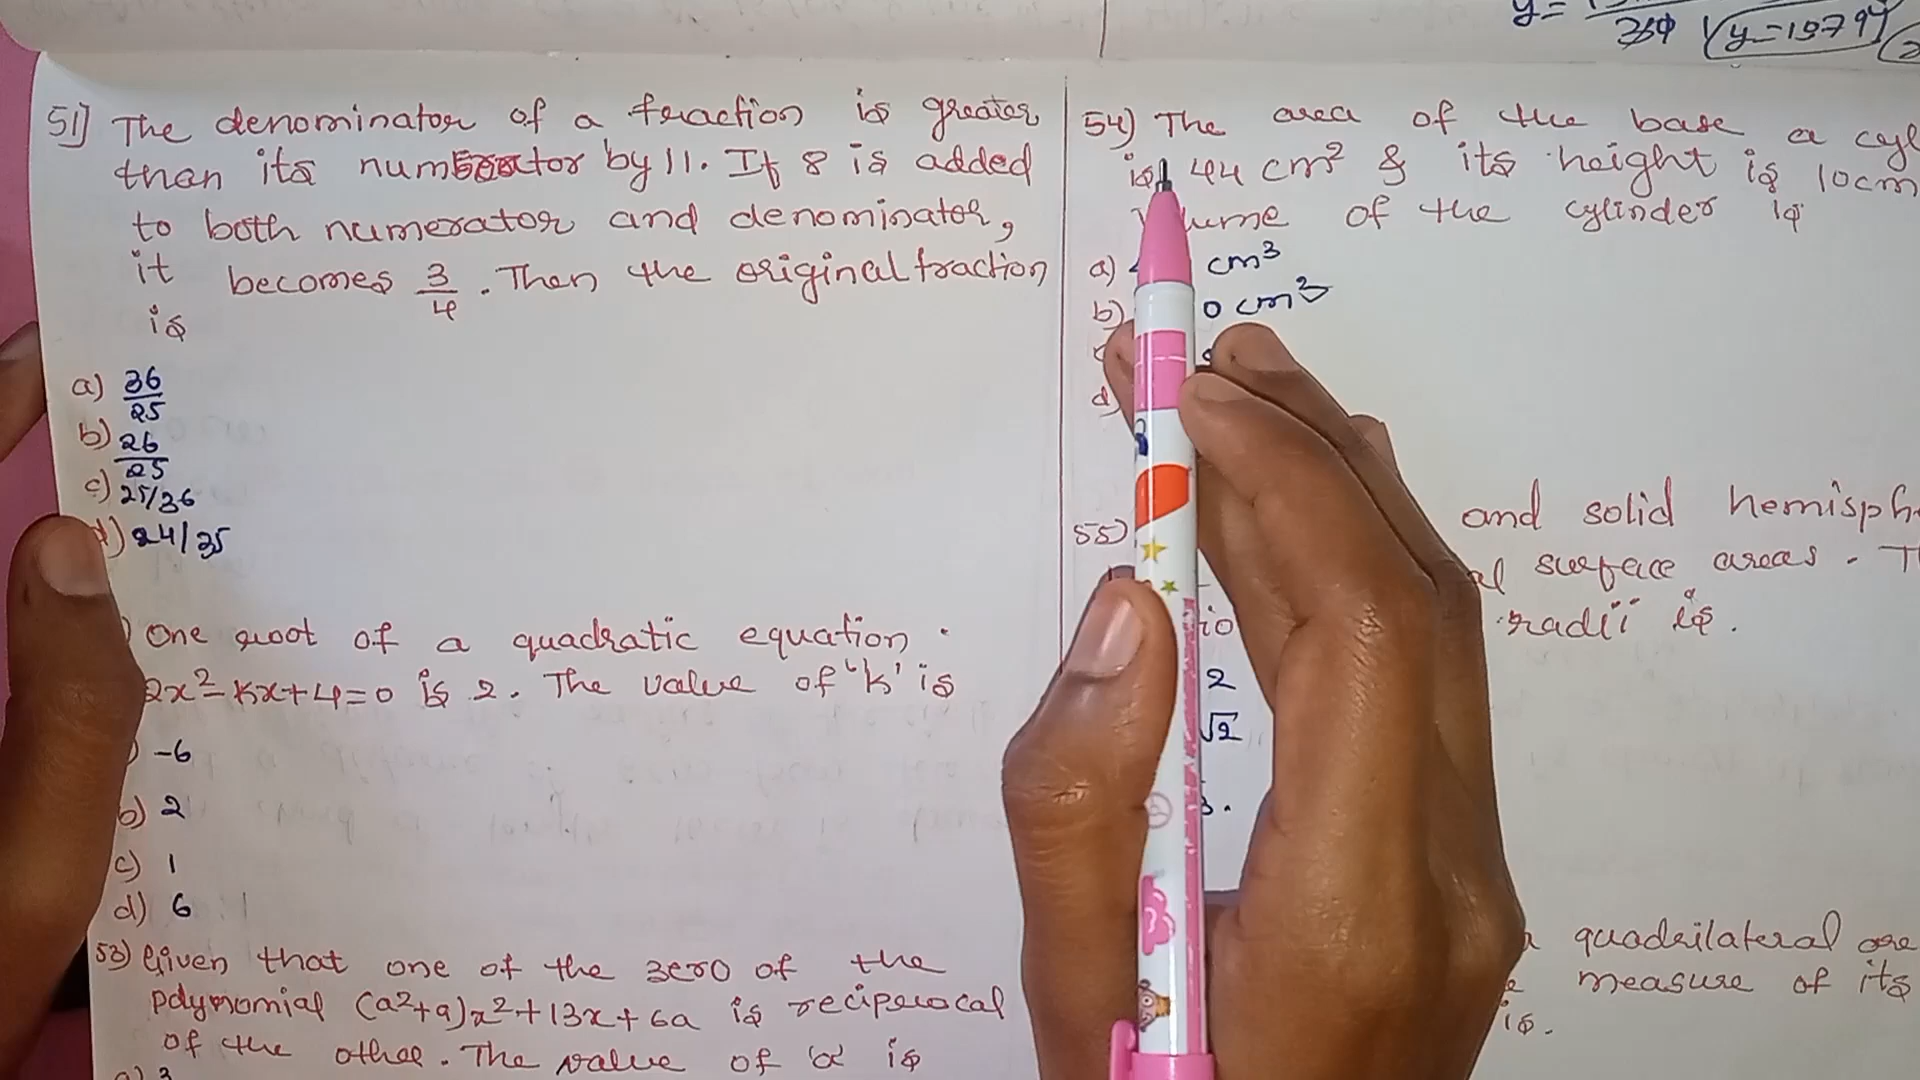 51) The denominator of a fraction is greater
than its numerator by 11. If 8 is added
to both numerator and denominator,
it becomes 3/4. Then the original fraction
is
a) 36/25
b) 26/25
c) 25/36
d) 24/35
One root of a quadratic equation
2x²-kx+4=0 is 2. The value of 'k' is
-6
b) 2
c) 1
d) 6
53) Given that one of the zero of the
polynomial (a²+9)x²+13x+6a is reciprocal
of the other. The value of 'a' is
a) 3
y=
359 y=15794
54) The area of the base a
is 44 cm² & its height is 10cm
of the cylinder is
a) cm³
b) 0 cm³
d)
55) and solid
surface areas.
radii is.
2
√2
3.
quadrilateral are
measure of its
is.